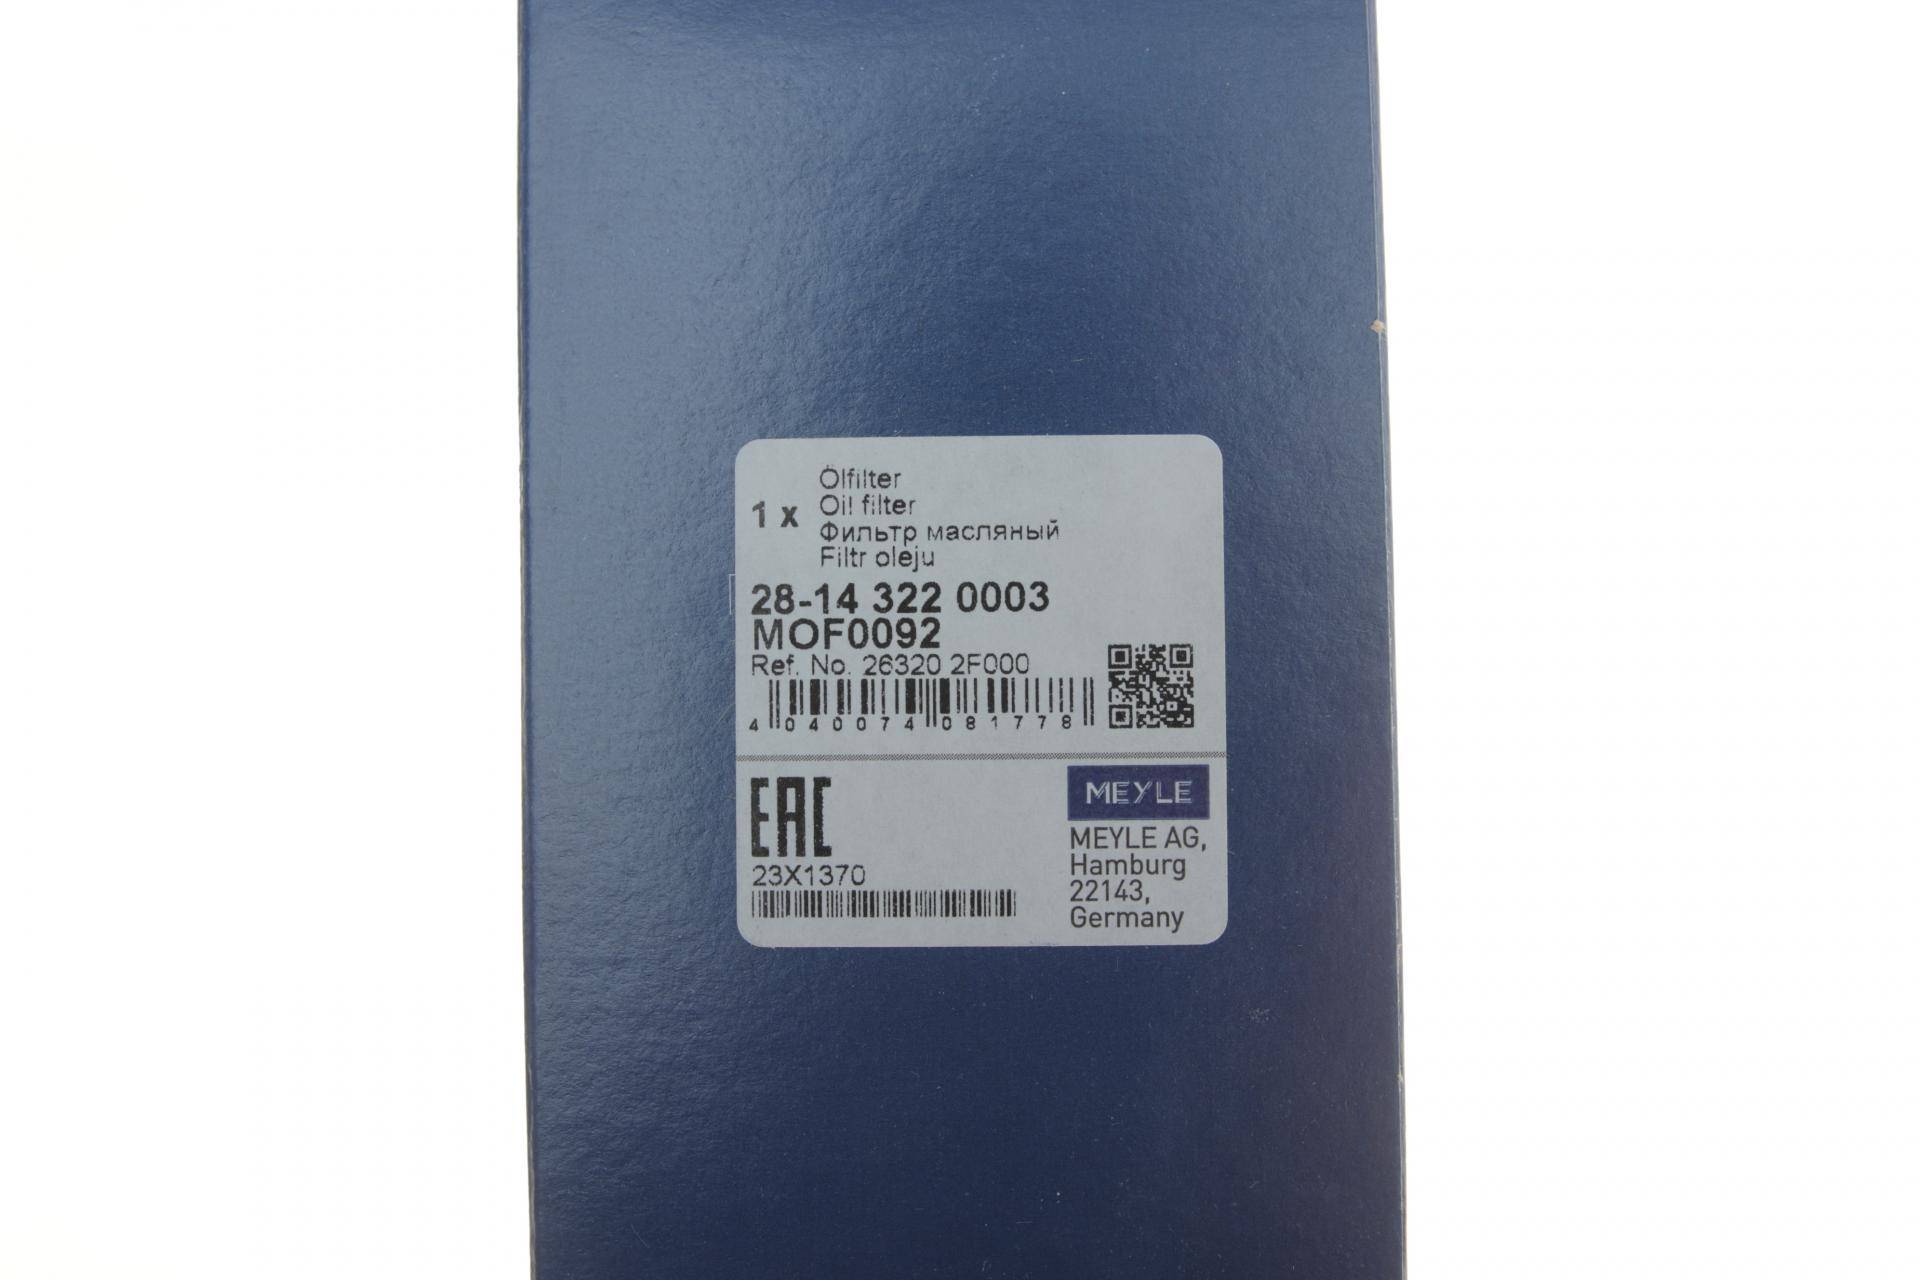 1 x
Ölfilter
Oil filter
Фильтр масляный
Filtr oleju
28-14 322 0003
MOF0092
Ref. No. 26320 2F000
4 040074 081778
EAC
23X1370
MEYLE
MEYLE AG,
Hamburg
22143,
Germany